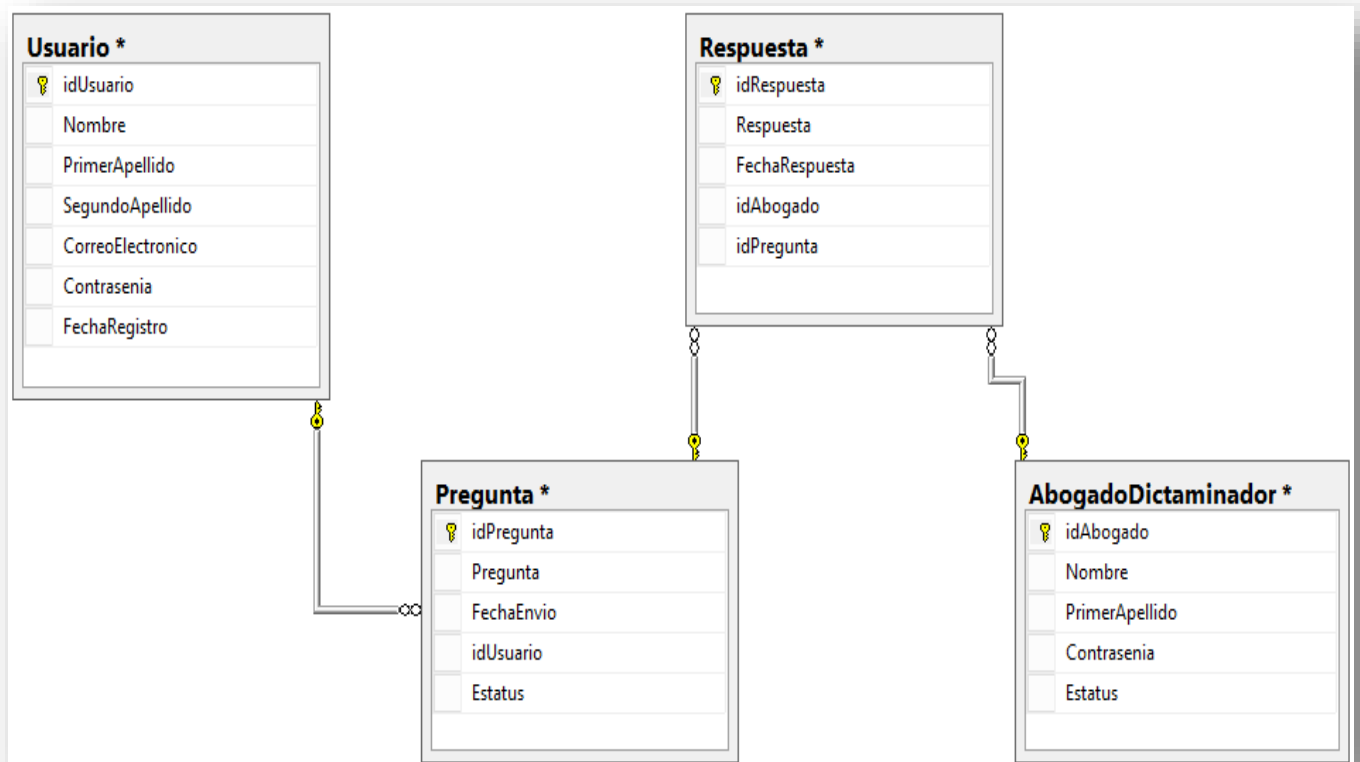 Usuario *
idUsuario
Nombre
PrimerApellido
SegundoApellido
CorreoElectronico
Contrasenia
FechaRegistro
Respuesta *
idRespuesta
Respuesta
FechaRespuesta
idAbogado
idPregunta
Pregunta *
idPregunta
Pregunta
FechaEnvio
idUsuario
Estatus
AbogadoDictaminador *
idAbogado
Nombre
PrimerApellido
Contrasenia
Estatus